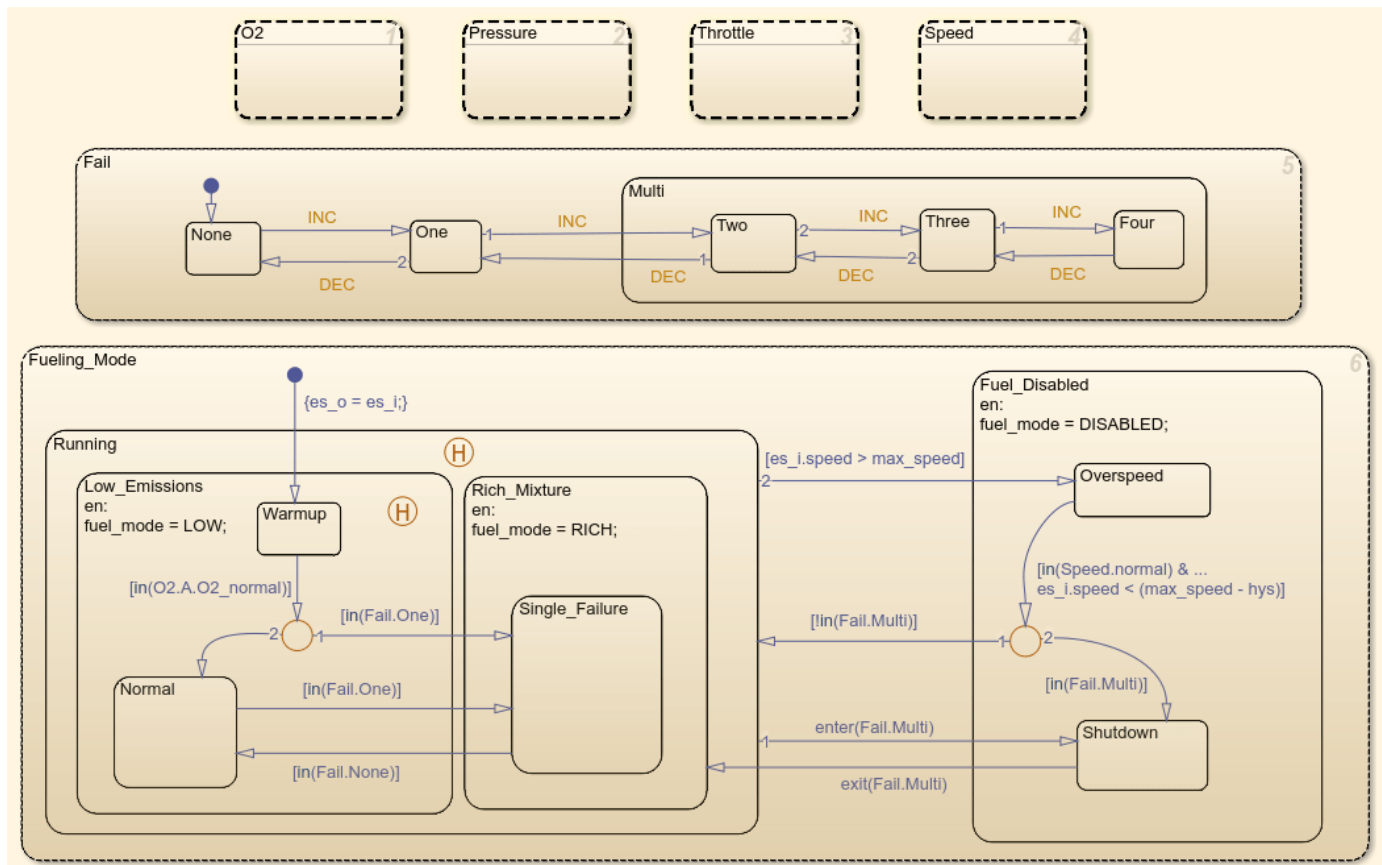 O2 1
Pressure 2
Throttle 3
Speed 4
Fail 5
Multi
None
INC
One
1
INC
Two
2
INC
Three
1
INC
Four
2
DEC
1
DEC
2
DEC
DEC
Fueling_Mode 6
{es_o = es_i;}
Running
H
Low_Emissions
en:
fuel_mode = LOW;
H
Warmup
[in(O2.A.O2_normal)]
2
1
[in(Fail.One)]
Normal
[in(Fail.One)]
[in(Fail.None)]
Rich_Mixture
en:
fuel_mode = RICH;
Single_Failure
[es_i.speed > max_speed]
2
Fuel_Disabled
en:
fuel_mode = DISABLED;
Overspeed
[in(Speed.normal) & ...
es_i.speed < (max_speed - hys)]
[!in(Fail.Multi)]
1
2
[in(Fail.Multi)]
1
enter(Fail.Multi)
Shutdown
exit(Fail.Multi)